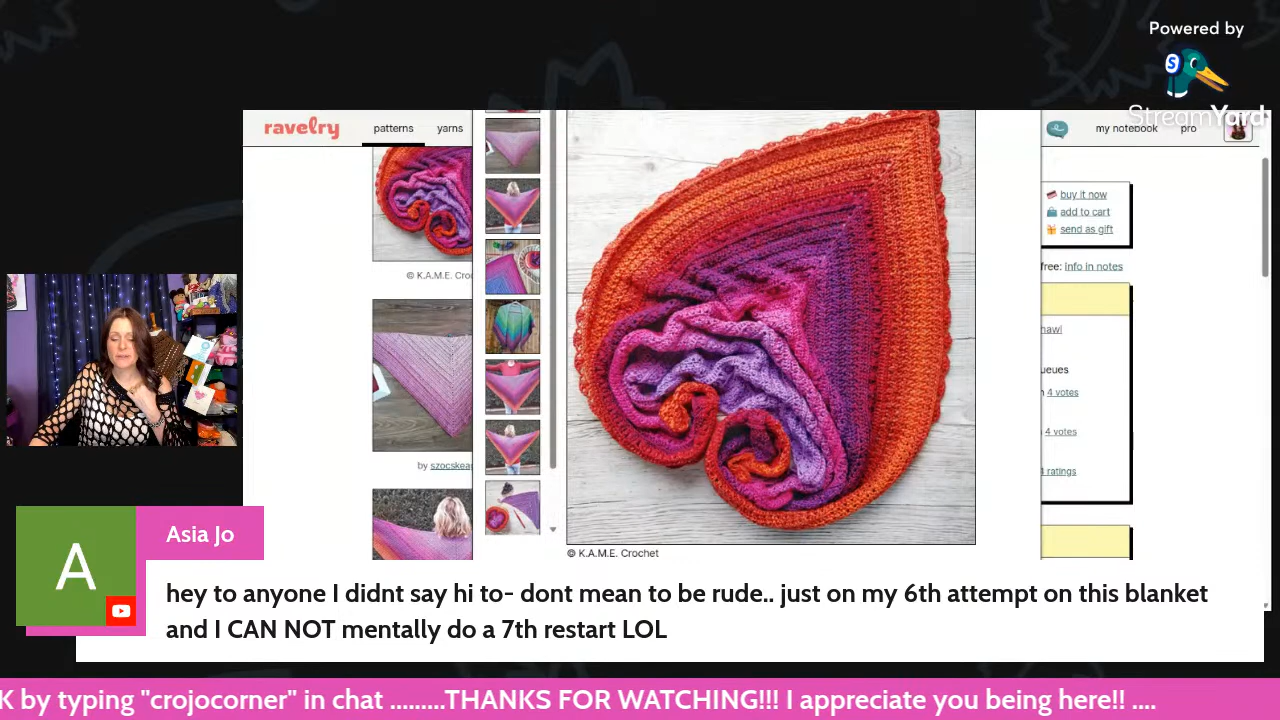 Powered by
StreamYard
ravelry
patterns
yarns
my notebook
pro
buy it now
add to cart
send as gift
© K.A.M.E. Croc
free: info in notes
4 votes
4 votes
ratings
by szocskea
© K.A.M.E. Crochet
A
Asia Jo
hey to anyone I didnt say hi to- dont mean to be rude.. just on my 6th attempt on this blanket
and I CAN NOT mentally do a 7th restart LOL
K by typing "crojocorner" in chat .........THANKS FOR WATCHING!!! I appreciate you being here!! ....